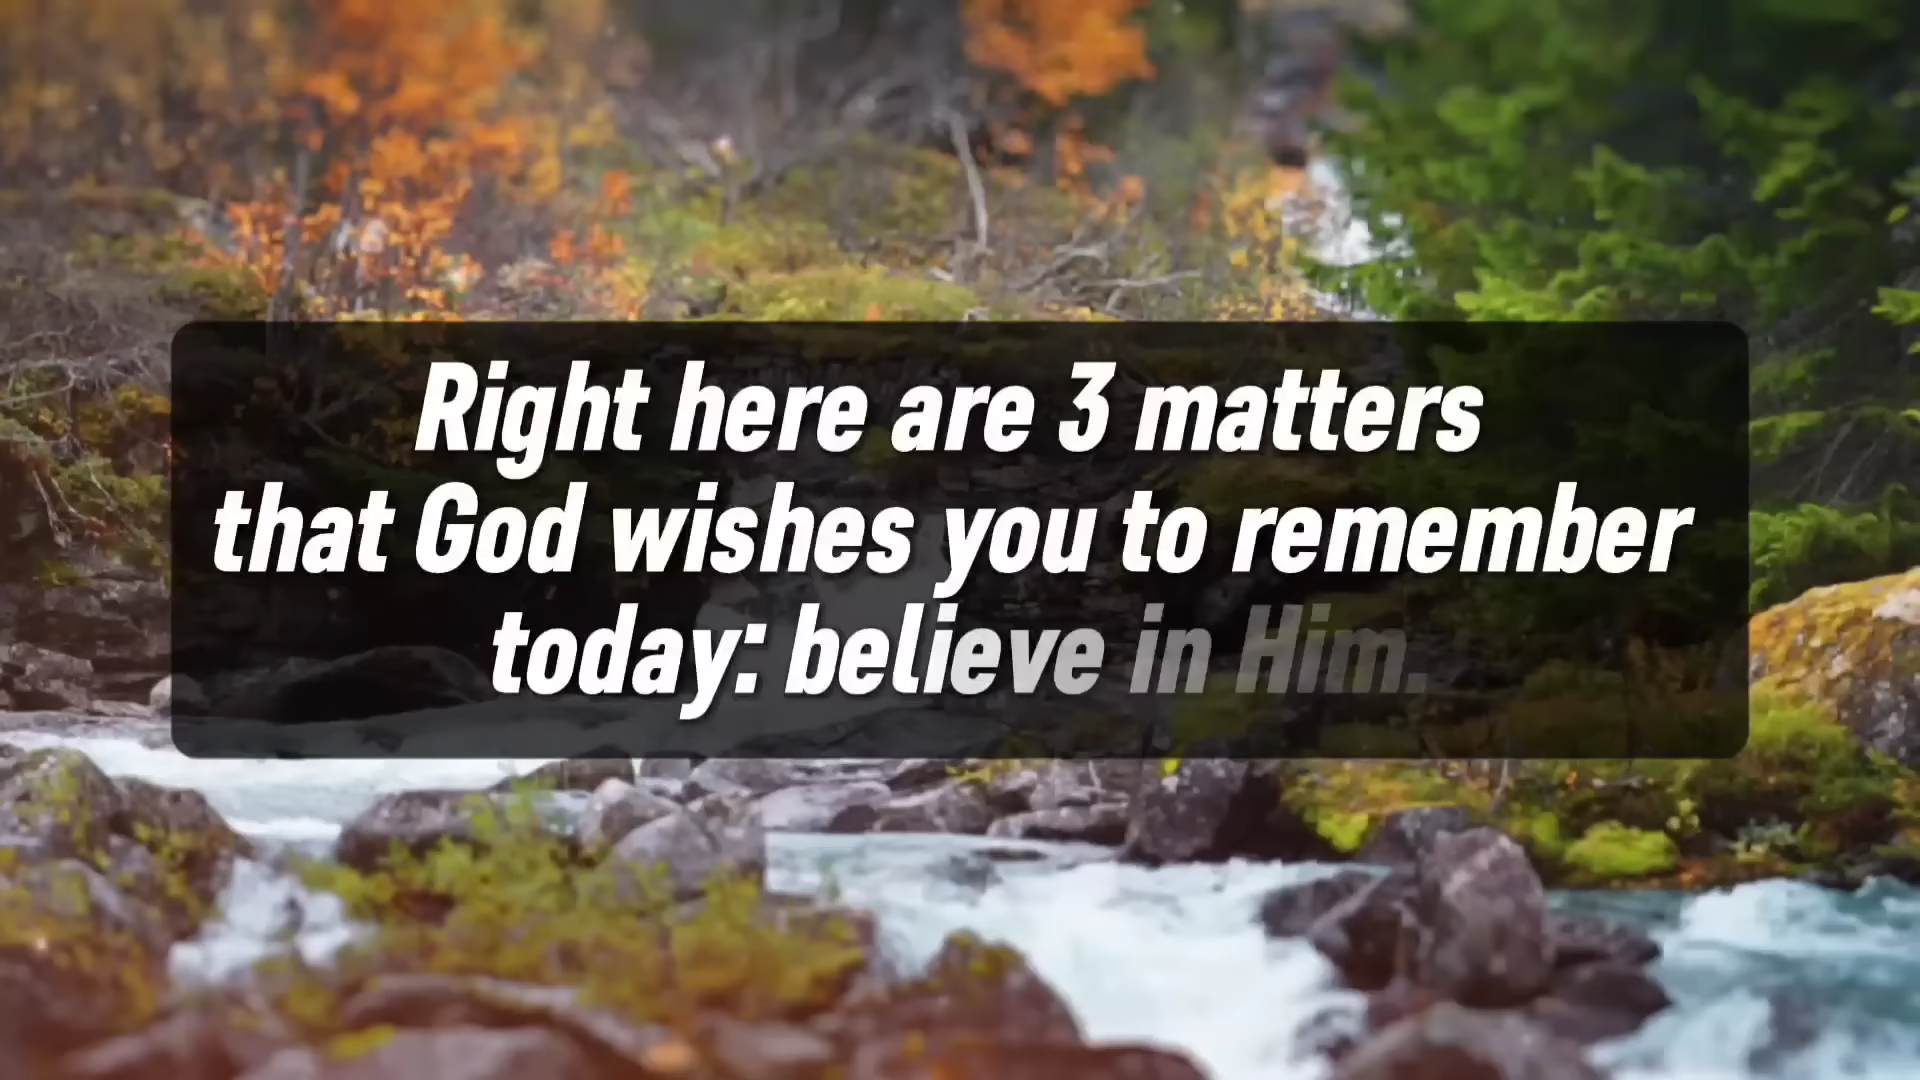 Right here are 3 matters
that God wishes you to remember
today: believe in Him.